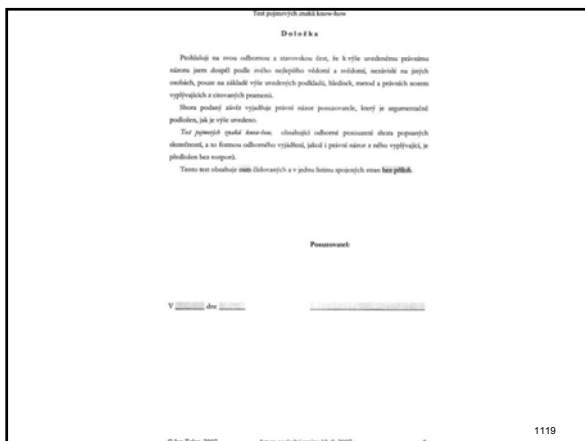 Test pojmových znaků know-how
Doložka
Prohlašuji na svou odbornou a stavovskou čest, že k výše uvedenému právnímu
názoru jsem dospěl podle svého nejlepšího vědomí a svědomí, nezávisle na jiných
osobách, pouze na základě výše uvedených podkladů, hledisek, metod a právních norem
vyplývajících z citovaných pramenů.
Shora podaný závěr vyjadřuje právní názor posuzovatele, který je argumentačně
podložen, jak je výše uvedeno.
Test pojmových znaků know-how, obsahující odborné posouzení shora popsaných
skutečností, a to formou odborného vyjádření, jakož i právní názor z něho vyplývající, je
předložen bez rozporů.
Tento test obsahuje osm číslovaných a v jednu listinu spojených stran bez příloh.
Posuzovatel:
V dne
1119